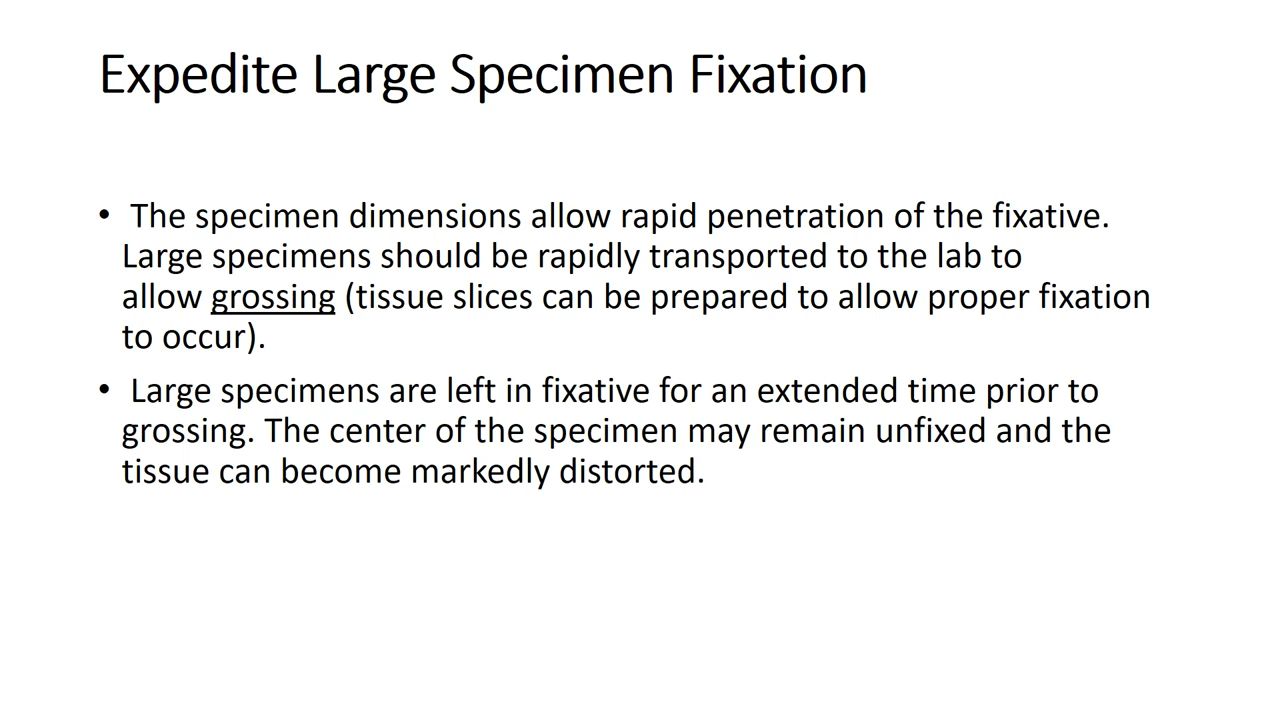 Expedite Large Specimen Fixation
• The specimen dimensions allow rapid penetration of the fixative.
Large specimens should be rapidly transported to the lab to
allow grossing (tissue slices can be prepared to allow proper fixation
to occur).
• Large specimens are left in fixative for an extended time prior to
grossing. The center of the specimen may remain unfixed and the
tissue can become markedly distorted.